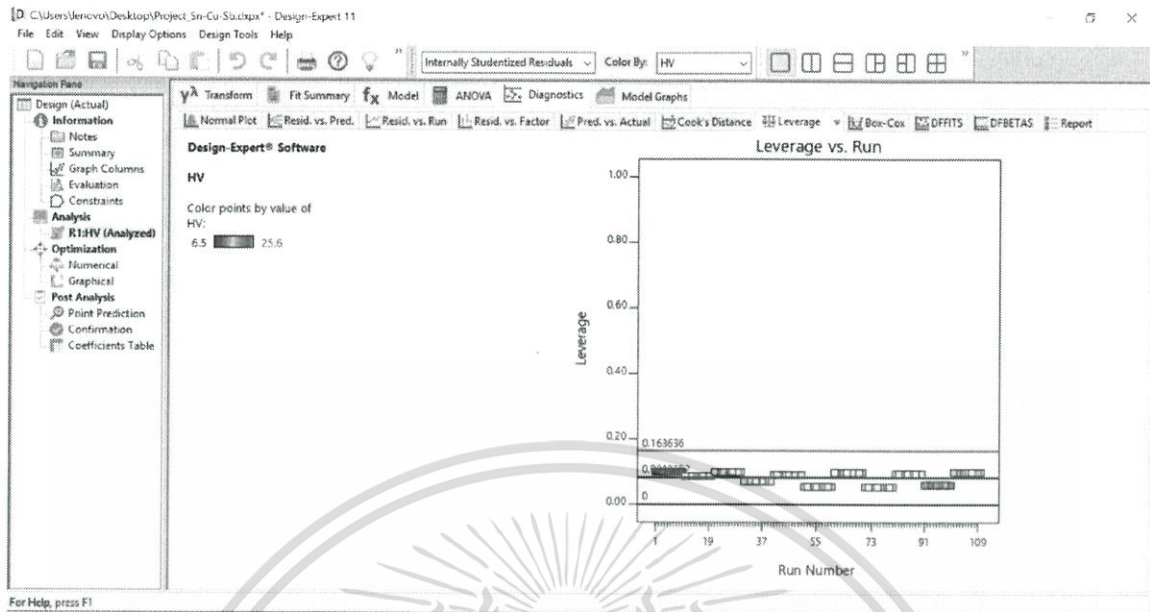 C:\Users\lenovo\Desktop\Project_Sn-Cu-Sb.dxpx* - Design-Expert 11
File Edit View Display Options Design Tools Help
Internally Studentized Residuals Color By: HV
Navigation Pane
Design (Actual)
Information
Notes
Summary
Graph Columns
Evaluation
Constraints
Analysis
R1:HV (Analyzed)
Optimization
Numerical
Graphical
Post Analysis
Point Prediction
Confirmation
Coefficients Table
yλ Transform Fit Summary fx Model ANOVA Diagnostics Model Graphs
Normal Plot Resid. vs. Pred. Resid. vs. Run Resid. vs. Factor Pred. vs. Actual Cook's Distance Leverage Box-Cox DFFITS DFBETAS Report
Design-Expert® Software
HV
Color points by value of
HV:
6.5 25.6
Leverage vs. Run
Leverage
1.00
0.80
0.60
0.40
0.20
0.00
0.163636
0
1 19 37 55 73 91 109
Run Number
For Help, press F1